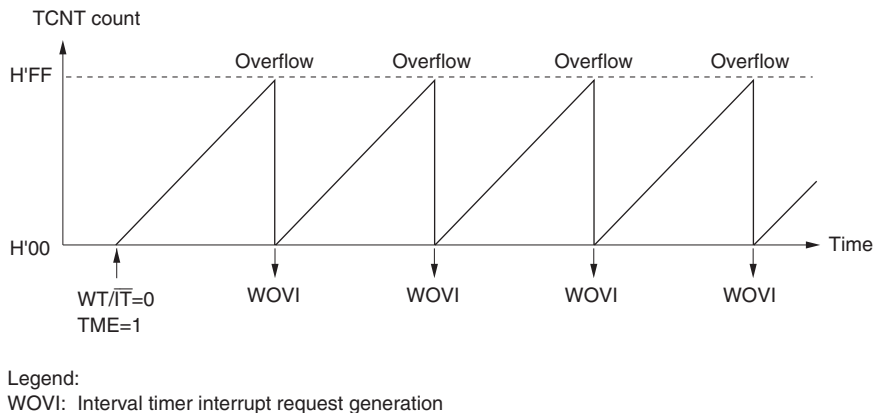 TCNT count
Overflow Overflow Overflow Overflow
H'FF
H'00 Time
WT/I̅T̅=0 WOVI WOVI WOVI WOVI
TME=1
Legend:
WOVI: Interval timer interrupt request generation